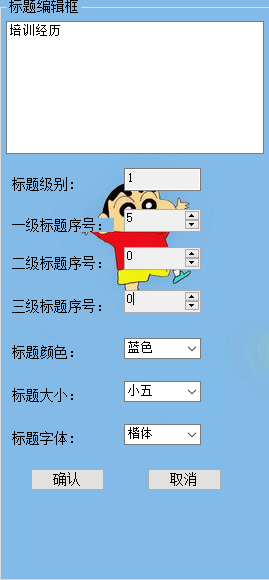 标题编辑框
培训经历
标题级别： 1
一级标题序号： 5
二级标题序号： 0
三级标题序号： 0
标题颜色： 蓝色
标题大小： 小五
标题字体： 楷体
确认 取消